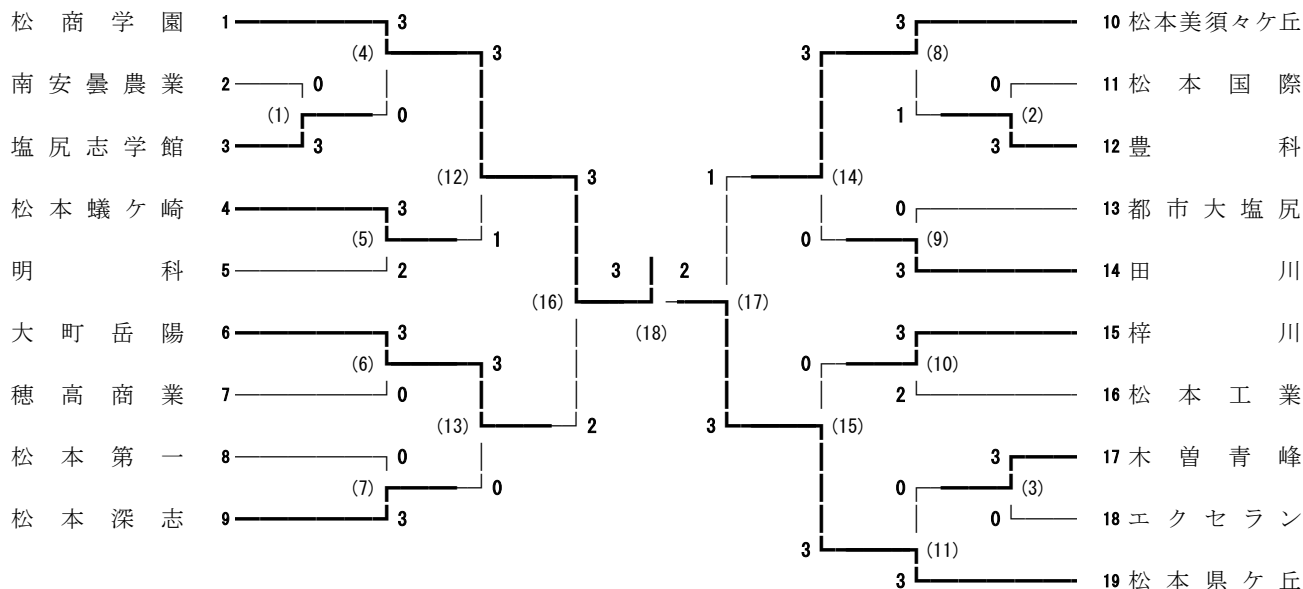 松商学園 1 3 3 10 松本美須々ケ丘
(4) 3 3 (8)
南安曇農業 2 0 0 11 松本国際
(1) 0 1 (2)
塩尻志学館 3 3 3 12 豊科
(12) 3 1 (14)
松本蟻ケ崎 4 3 0 13 都市大塩尻
(5) 1 0 (9)
明科 5 2 3 2 3 14 田川
(16) (18) (17)
大町岳陽 6 3 3 15 梓川
(6) 3 0 (10)
穂高商業 7 0 2 16 松本工業
(13) 2 3 (15)
松本第一 8 0 3 17 木曽青峰
(7) 0 0 (3)
松本深志 9 3 0 18 エクセラン
3 (11)
3 19 松本県ケ丘